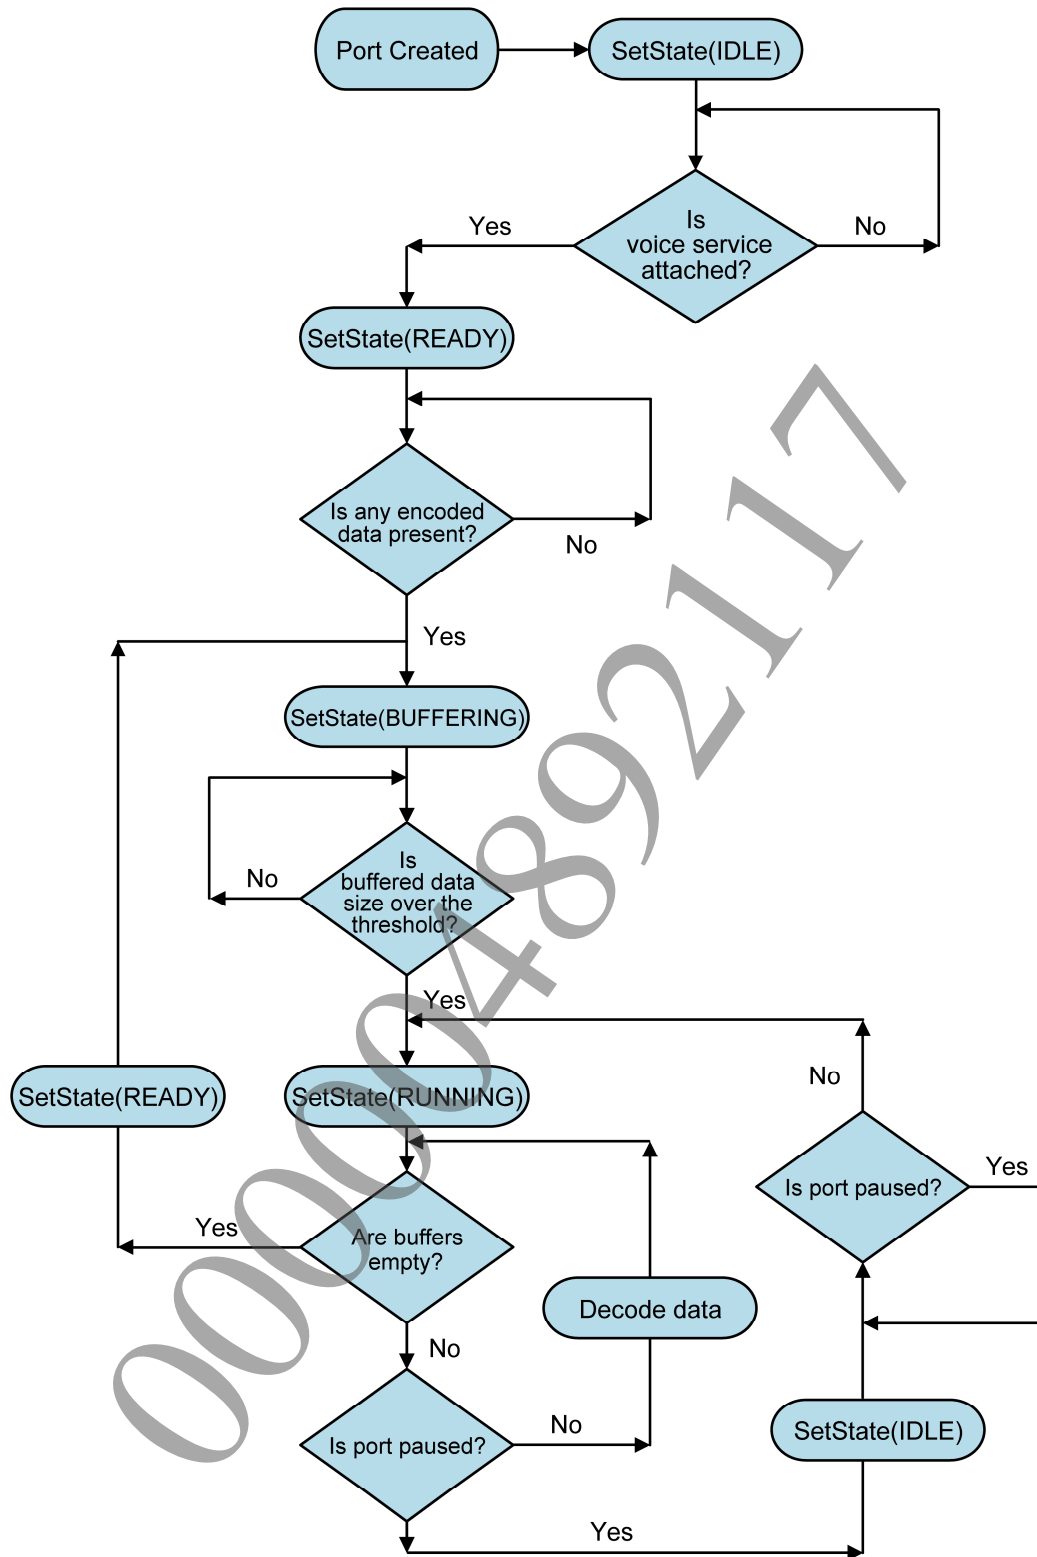 Port Created
SetState(IDLE)
Is
voice service
attached?
Yes
No
SetState(READY)
Is any encoded
data present?
No
Yes
SetState(BUFFERING)
Is
buffered data
size over the
threshold?
No
Yes
SetState(READY)
SetState(RUNNING)
No
Is port paused?
Yes
Are buffers
empty?
Yes
No
Decode data
Is port paused?
No
SetState(IDLE)
Yes
00000489217